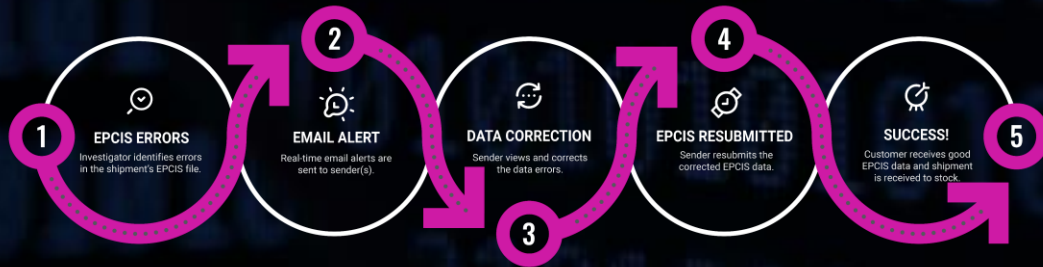 1
EPCIS ERRORS
Investigator identifies errors
in the shipment's EPCIS file.
2
EMAIL ALERT
Real-time email alerts are
sent to sender(s).
3
DATA CORRECTION
Sender views and corrects
the data errors.
4
EPCIS RESUBMITTED
Sender resubmits the
corrected EPCIS data.
5
SUCCESS!
Customer receives good
EPCIS data and shipment
is received to stock.